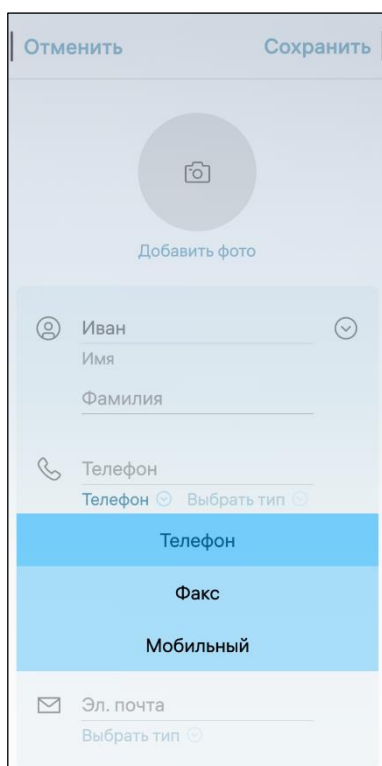 Отменить Сохранить
Добавить фото
Иван
Имя
Фамилия
Телефон
Телефон Выбрать тип
Телефон
Факс
Мобильный
Эл. почта
Выбрать тип